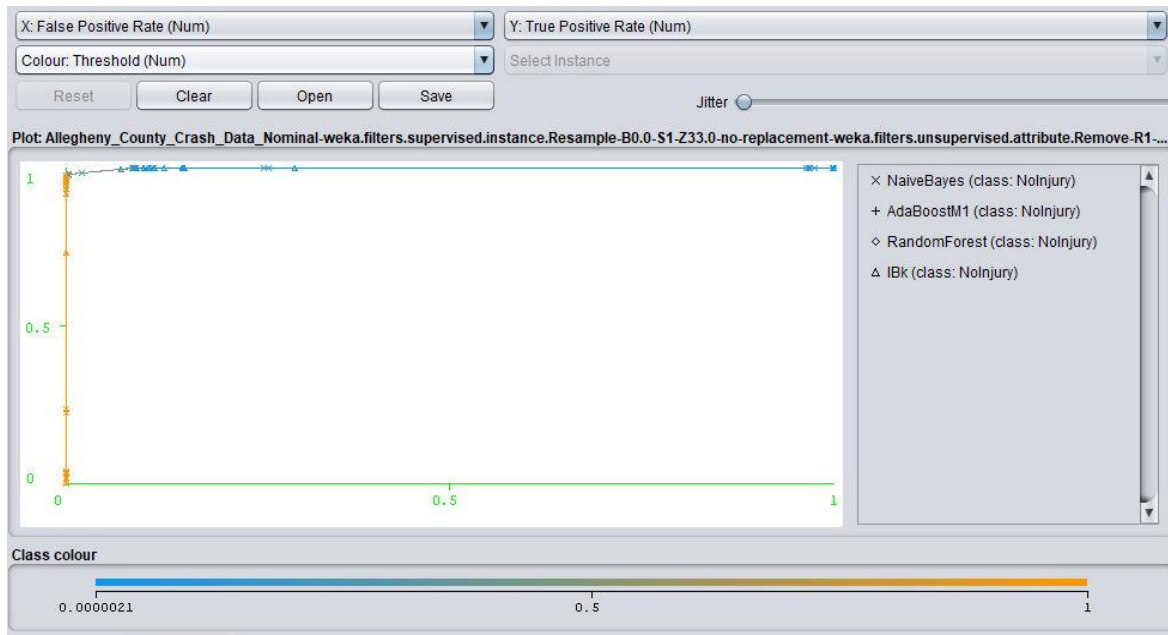 X: False Positive Rate (Num)
Y: True Positive Rate (Num)
Colour: Threshold (Num)
Select Instance
Reset
Clear
Open
Save
Jitter
Plot: Allegheny_County_Crash_Data_Nominal-weka.filters.supervised.instance.Resample-B0.0-S1-Z33.0-no-replacement-weka.filters.unsupervised.attribute.Remove-R1-...
1
0.5
0
0
0.5
1
× NaiveBayes (class: NoInjury)
+ AdaBoostM1 (class: NoInjury)
◇ RandomForest (class: NoInjury)
△ IBk (class: NoInjury)
Class colour
0.0000021
0.5
1